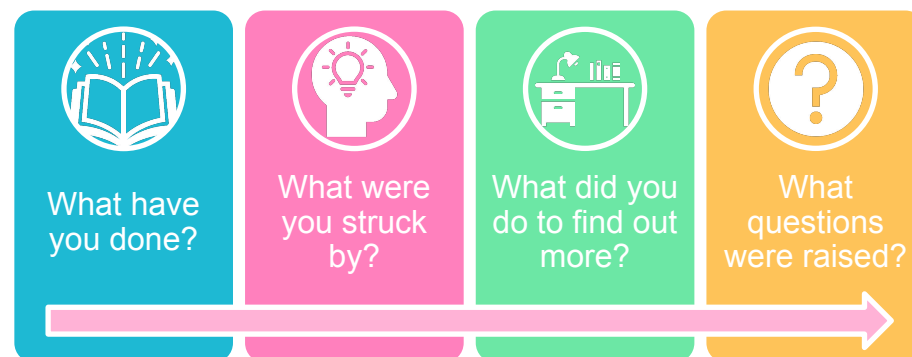 What have
you done?
What were
you struck
by?
What did you
do to find out
more?
What
questions
were raised?